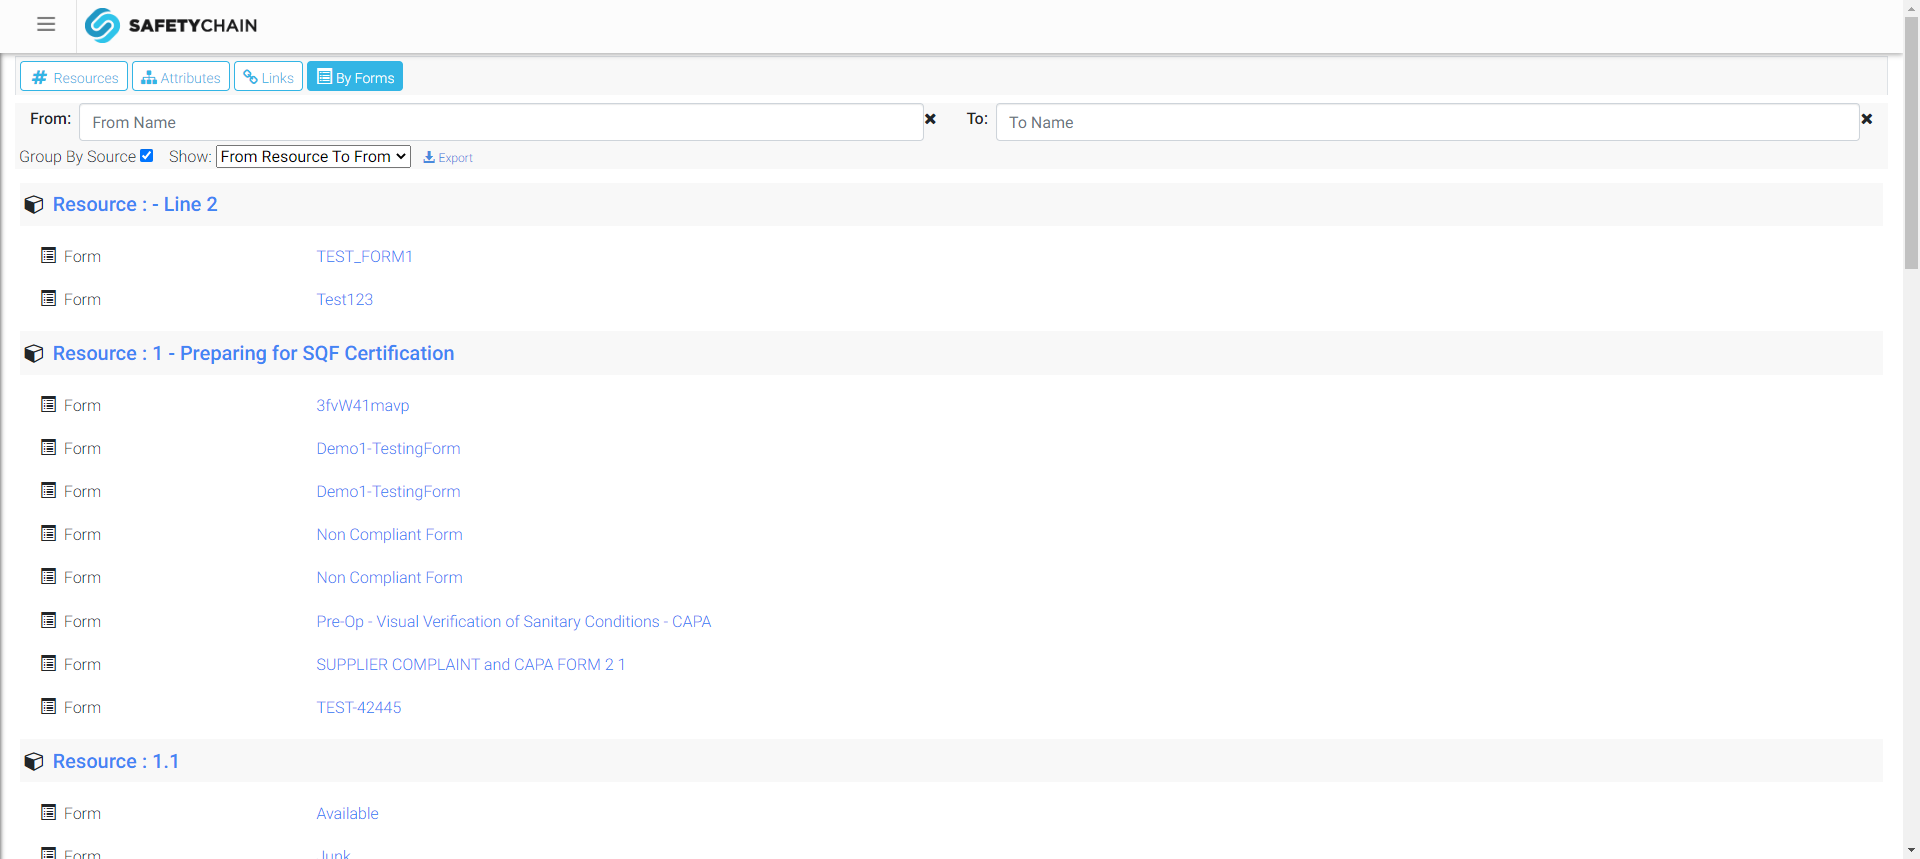 SAFETYCHAIN
# Resources Attributes Links By Forms
From: From Name To: To Name
Group By Source Show: From Resource To From Export
Resource : - Line 2
Form TEST_FORM1
Form Test123
Resource : 1 - Preparing for SQF Certification
Form 3fvW41mavp
Form Demo1-TestingForm
Form Demo1-TestingForm
Form Non Compliant Form
Form Non Compliant Form
Form Pre-Op - Visual Verification of Sanitary Conditions - CAPA
Form SUPPLIER COMPLAINT and CAPA FORM 2 1
Form TEST-42445
Resource : 1.1
Form Available
Form Junk